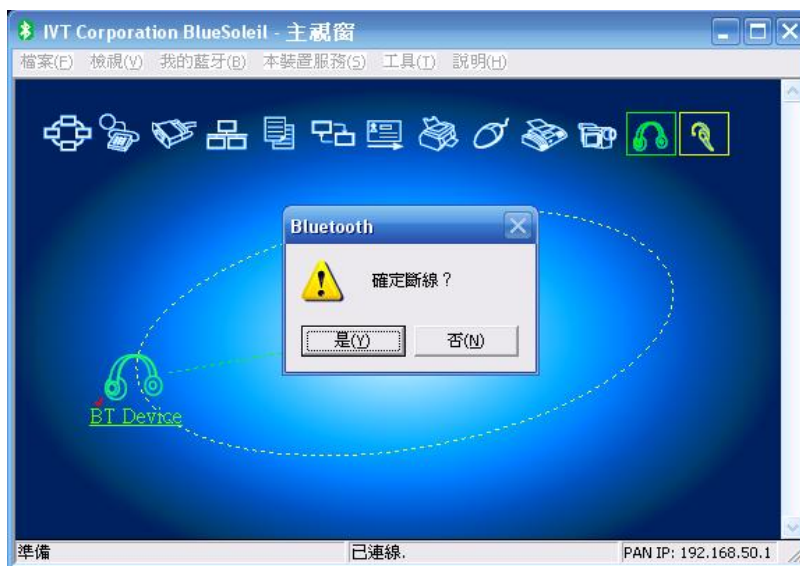 IVT Corporation BlueSoleil - 主視窗
檔案(F) 檢視(V) 我的藍牙(B) 本裝置服務(S) 工具(T) 說明(H)
Bluetooth
確定斷線？
是(Y) 否(N)
BT Device
準備 已連線. PAN IP: 192.168.50.1